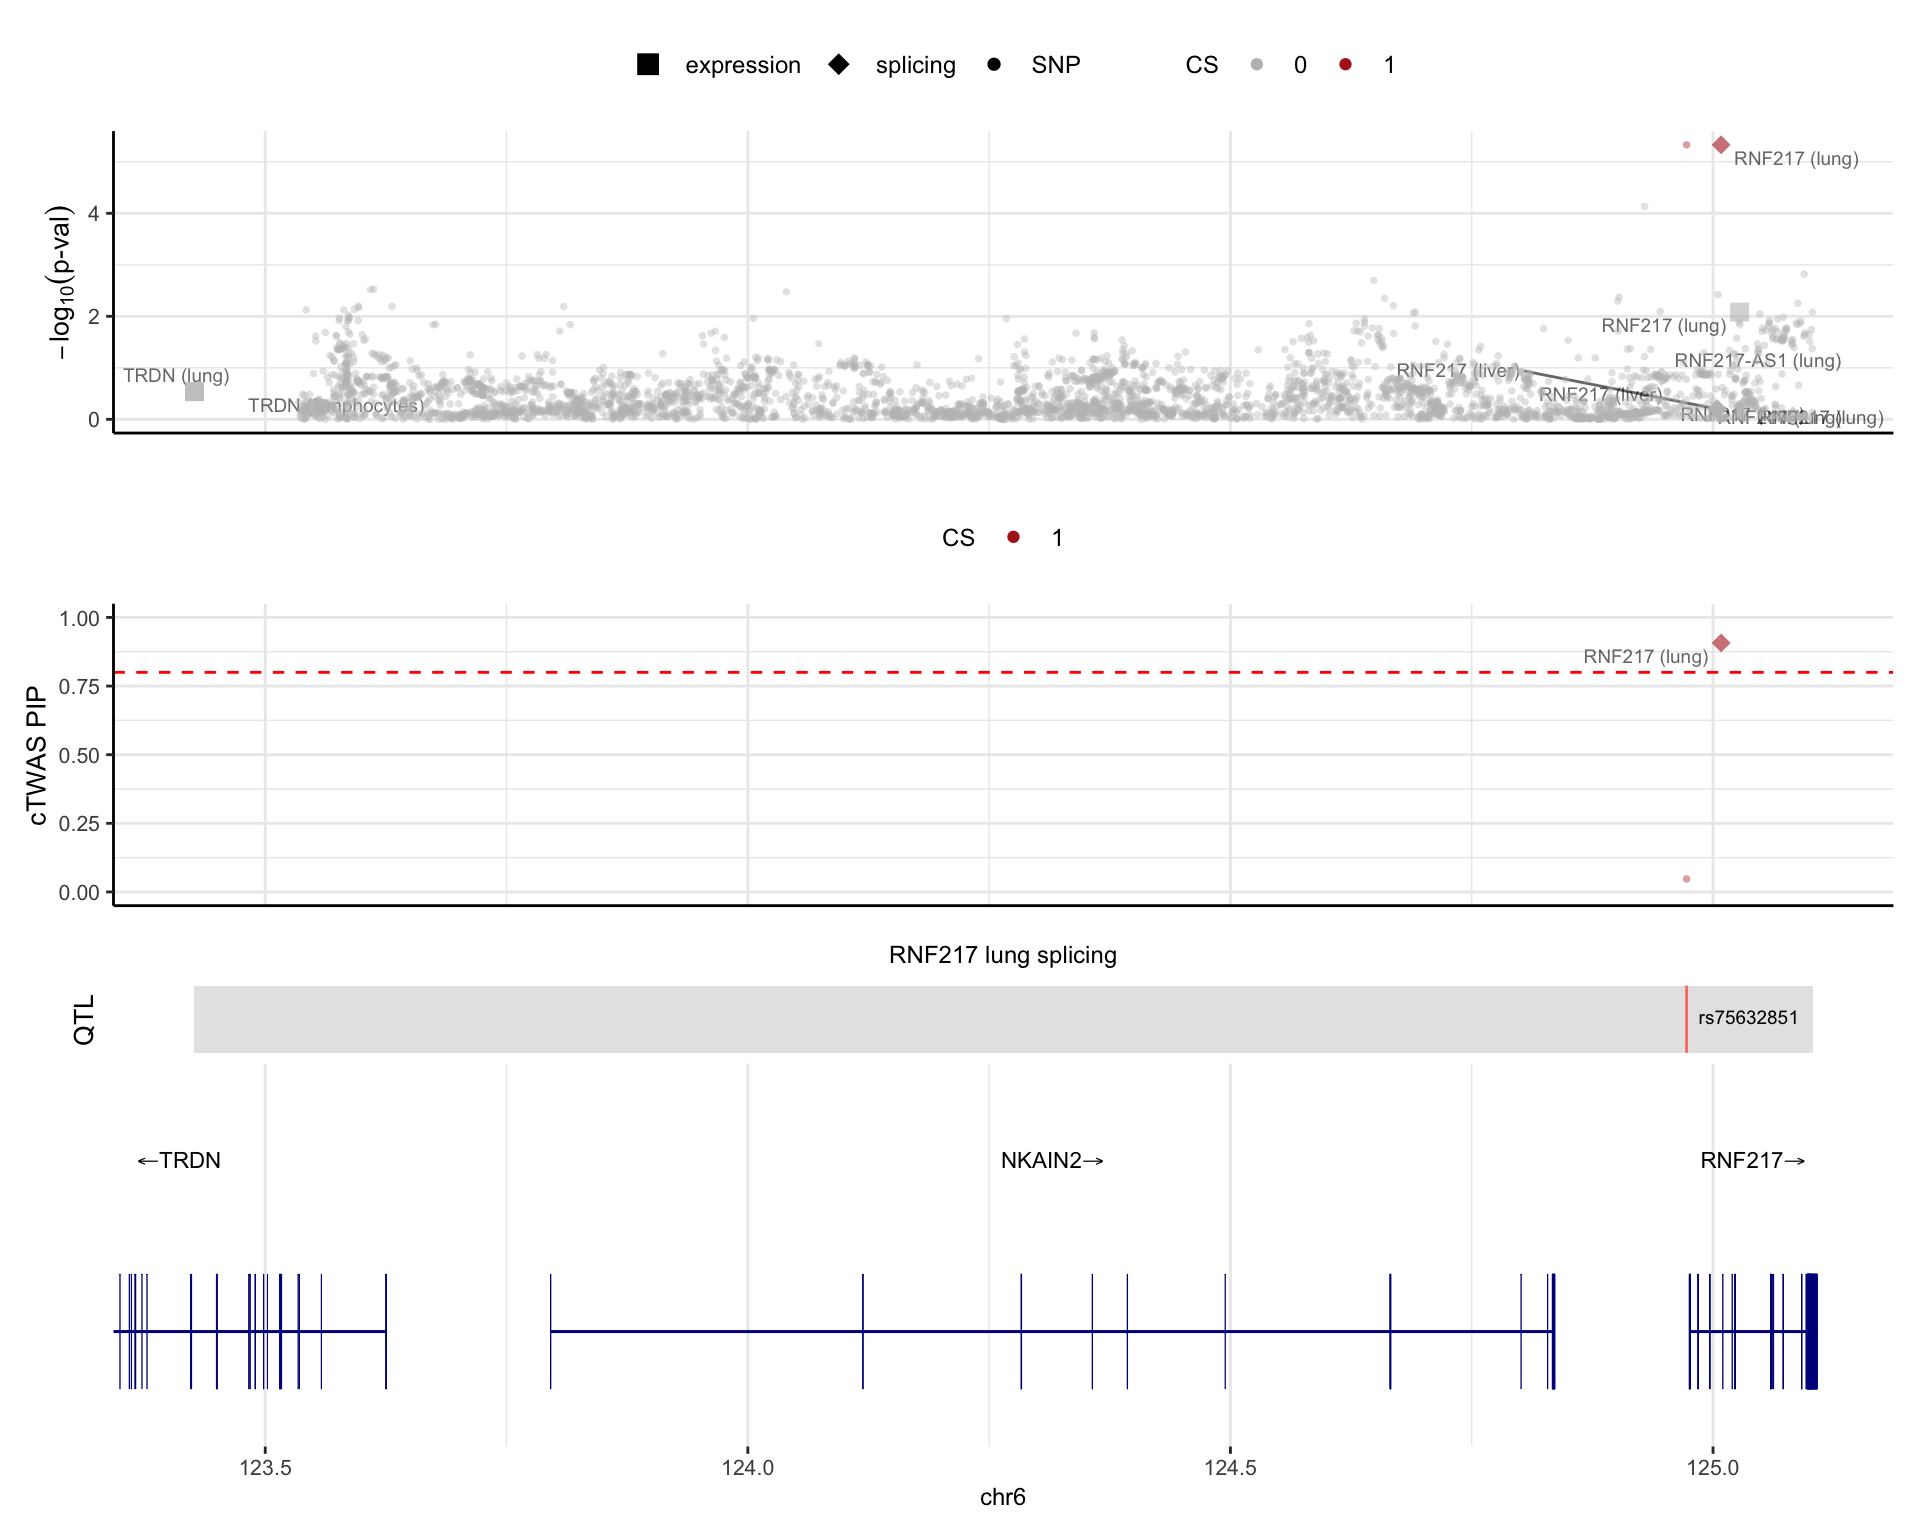 expression splicing SNP CS 0 1
−log10(p-val)
4
2
0
RNF217 (lung)
RNF217 (lung)
RNF217-AS1 (lung)
RNF217 (liver)
RNF217 (liver)
TRDN (lung)
TRDN (lymphocytes)
CS 1
cTWAS PIP
1.00
0.75
0.50
0.25
0.00
RNF217 (lung)
RNF217 lung splicing
QTL
rs75632851
←TRDN
NKAIN2→
RNF217→
123.5 124.0 124.5 125.0
chr6